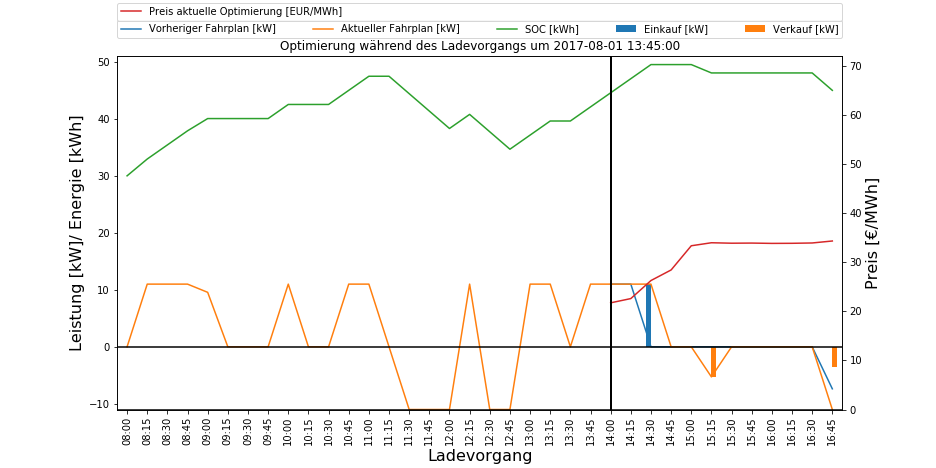 Preis aktuelle Optimierung [EUR/MWh]
Vorheriger Fahrplan [kW] Aktueller Fahrplan [kW] SOC [kWh] Einkauf [kW] Verkauf [kW]
Optimierung während des Ladevorgangs um 2017-08-01 13:45:00
Leistung [kW]/ Energie [kWh]
50
40
30
20
10
0
−10
70
60
50
40
30
20
10
0
Preis [€/MWh]
08:00 08:15 08:30 08:45 09:00 09:15 09:30 09:45 10:00 10:15 10:30 10:45 11:00 11:15 11:30 11:45 12:00 12:15 12:30 12:45 13:00 13:15 13:30 13:45 14:00 14:15 14:30 14:45 15:00 15:15 15:30 15:45 16:00 16:15 16:30 16:45
Ladevorgang